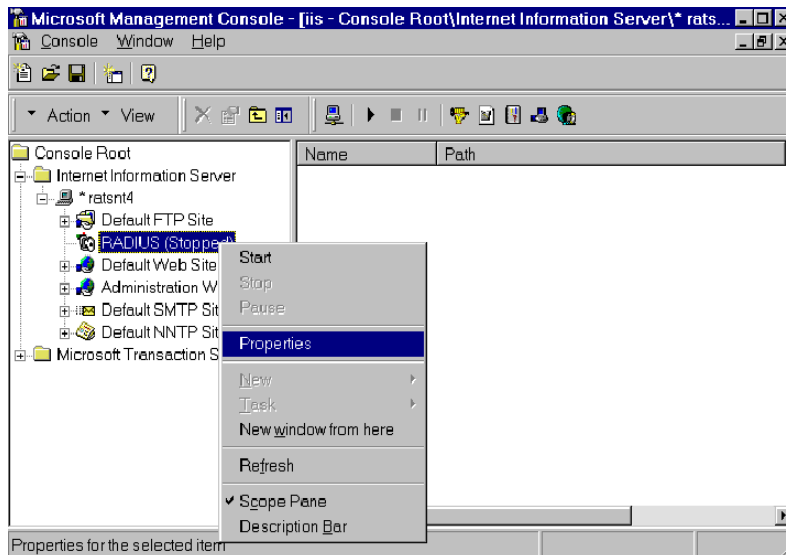 Microsoft Management Console - [iis - Console Root\Internet Information Server\* rats...
Console Window Help
Action View
Console Root
Internet Information Server
* ratsnt4
Default FTP Site
RADIUS (Stopped)
Default Web Site
Administration W
Default SMTP Sit
Default NNTP Sit
Microsoft Transaction S
Name Path
Start
Stop
Pause
Properties
New
Task
New window from here
Refresh
Scope Pane
Description Bar
Properties for the selected item